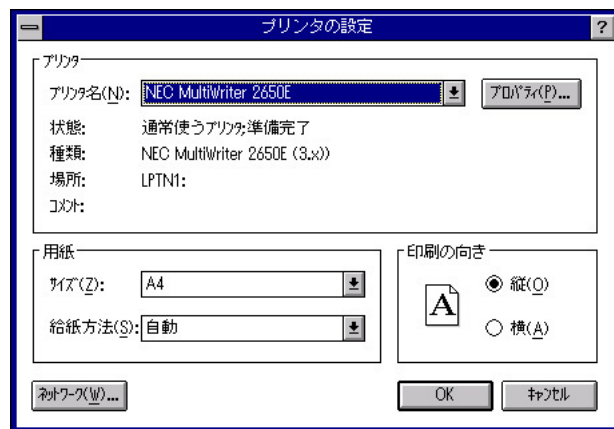 プリンタの設定 ?
プリンタ
プリンタ名(N): NEC MultiWriter 2650E プロパティ(P)...
状態: 通常使うプリンタ;準備完了
種類: NEC MultiWriter 2650E (3.x))
場所: LPTN1:
コメント:
用紙
サイズ(Z): A4
給紙方法(S): 自動
印刷の向き
A
縦(O)
横(A)
ネットワーク(W)... OK キャンセル